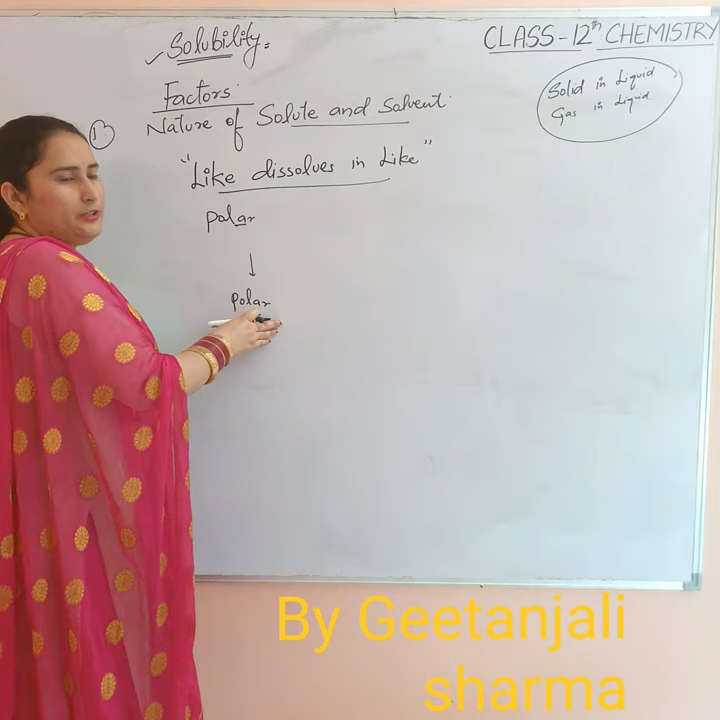 Solubility:
CLASS-12th CHEMISTRY
Solid in Liquid
Gas in Liquid
Factors:
1
Nature of Solute and Solvent.
"Like dissolves in Like"
Polar
↓
Polar
By Geetanjali
sharma